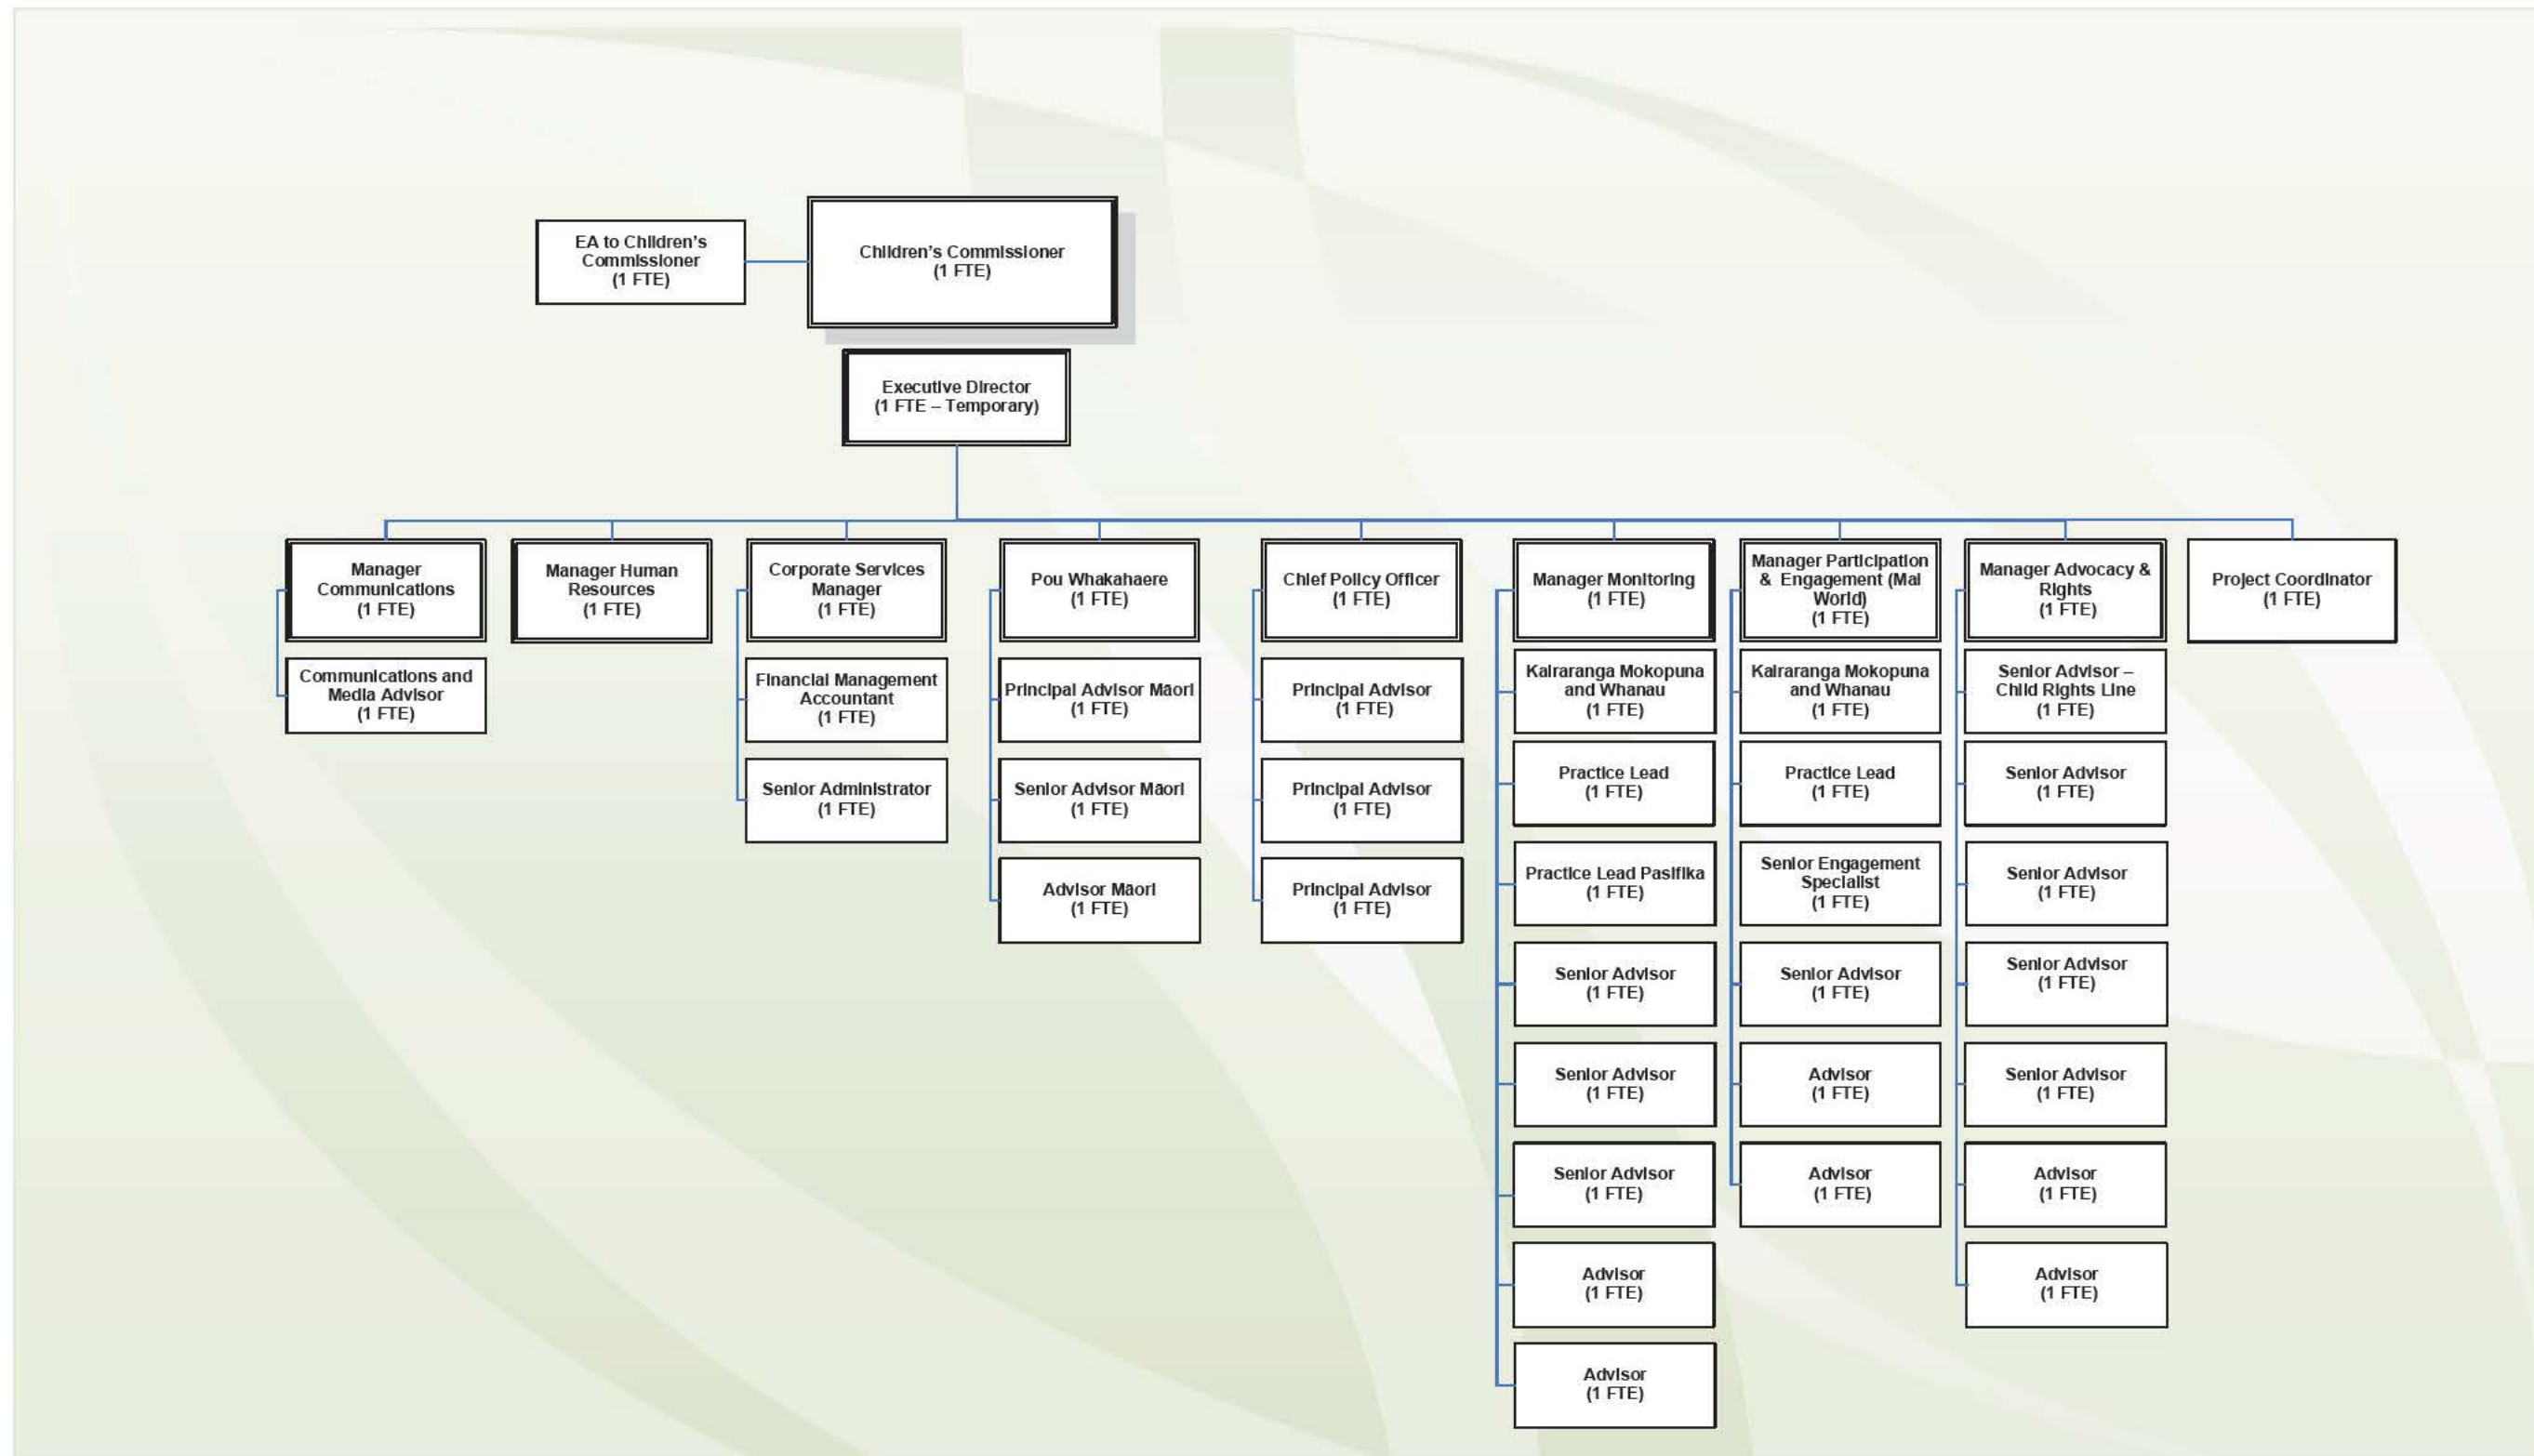 EA to Children's
Commissioner
(1 FTE)
Children's Commissioner
(1 FTE)
Executive Director
(1 FTE – Temporary)
Manager
Communications
(1 FTE)
Communications and
Media Advisor
(1 FTE)
Manager Human
Resources
(1 FTE)
Corporate Services
Manager
(1 FTE)
Financial Management
Accountant
(1 FTE)
Senior Administrator
(1 FTE)
Pou Whakahaere
(1 FTE)
Principal Advisor Māori
(1 FTE)
Senior Advisor Māori
(1 FTE)
Advisor Māori
(1 FTE)
Chief Policy Officer
(1 FTE)
Principal Advisor
(1 FTE)
Principal Advisor
(1 FTE)
Principal Advisor
(1 FTE)
Manager Monitoring
(1 FTE)
Kairaranga Mokopuna
and Whanau
(1 FTE)
Practice Lead
(1 FTE)
Practice Lead Pasifika
(1 FTE)
Senior Advisor
(1 FTE)
Senior Advisor
(1 FTE)
Senior Advisor
(1 FTE)
Advisor
(1 FTE)
Advisor
(1 FTE)
Manager Participation
& Engagement (Mai
World)
(1 FTE)
Kairaranga Mokopuna
and Whanau
(1 FTE)
Practice Lead
(1 FTE)
Senior Engagement
Specialist
(1 FTE)
Senior Advisor
(1 FTE)
Advisor
(1 FTE)
Advisor
(1 FTE)
Manager Advocacy &
Rights
(1 FTE)
Senior Advisor –
Child Rights Line
(1 FTE)
Senior Advisor
(1 FTE)
Senior Advisor
(1 FTE)
Senior Advisor
(1 FTE)
Senior Advisor
(1 FTE)
Advisor
(1 FTE)
Advisor
(1 FTE)
Project Coordinator
(1 FTE)